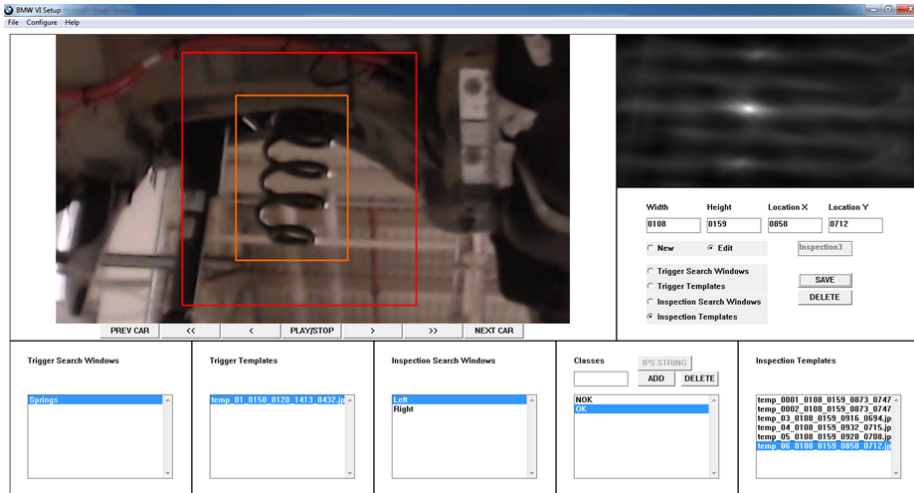 BMW VI Setup
File Configure Help
Width Height Location X Location Y
0108 0159 0858 0712
New Edit Inspection3
Trigger Search Windows
Trigger Templates
Inspection Search Windows
Inspection Templates
SAVE
DELETE
PREV CAR << < PLAY/STOP > >> NEXT CAR
Trigger Search Windows
Springs
Trigger Templates
temp_01_0150_0120_1413_0432.jp
Inspection Search Windows
Left
Right
Classes
IPS STRING
ADD DELETE
NOK
OK
Inspection Templates
temp_0001_0108_0159_0873_0747
temp_0002_0108_0159_0873_0747
temp_03_0108_0159_0916_0694.jp
temp_04_0108_0159_0932_0715.jp
temp_05_0108_0159_0928_0708.jp
temp_06_0108_0159_0858_0712.jp